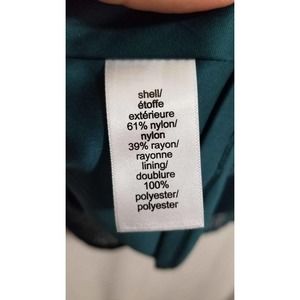 shell/
étoffe
extérieure
61% nylon/
nylon
39% rayon/
rayonne
lining/
doublure
100%
polyester/
polyester